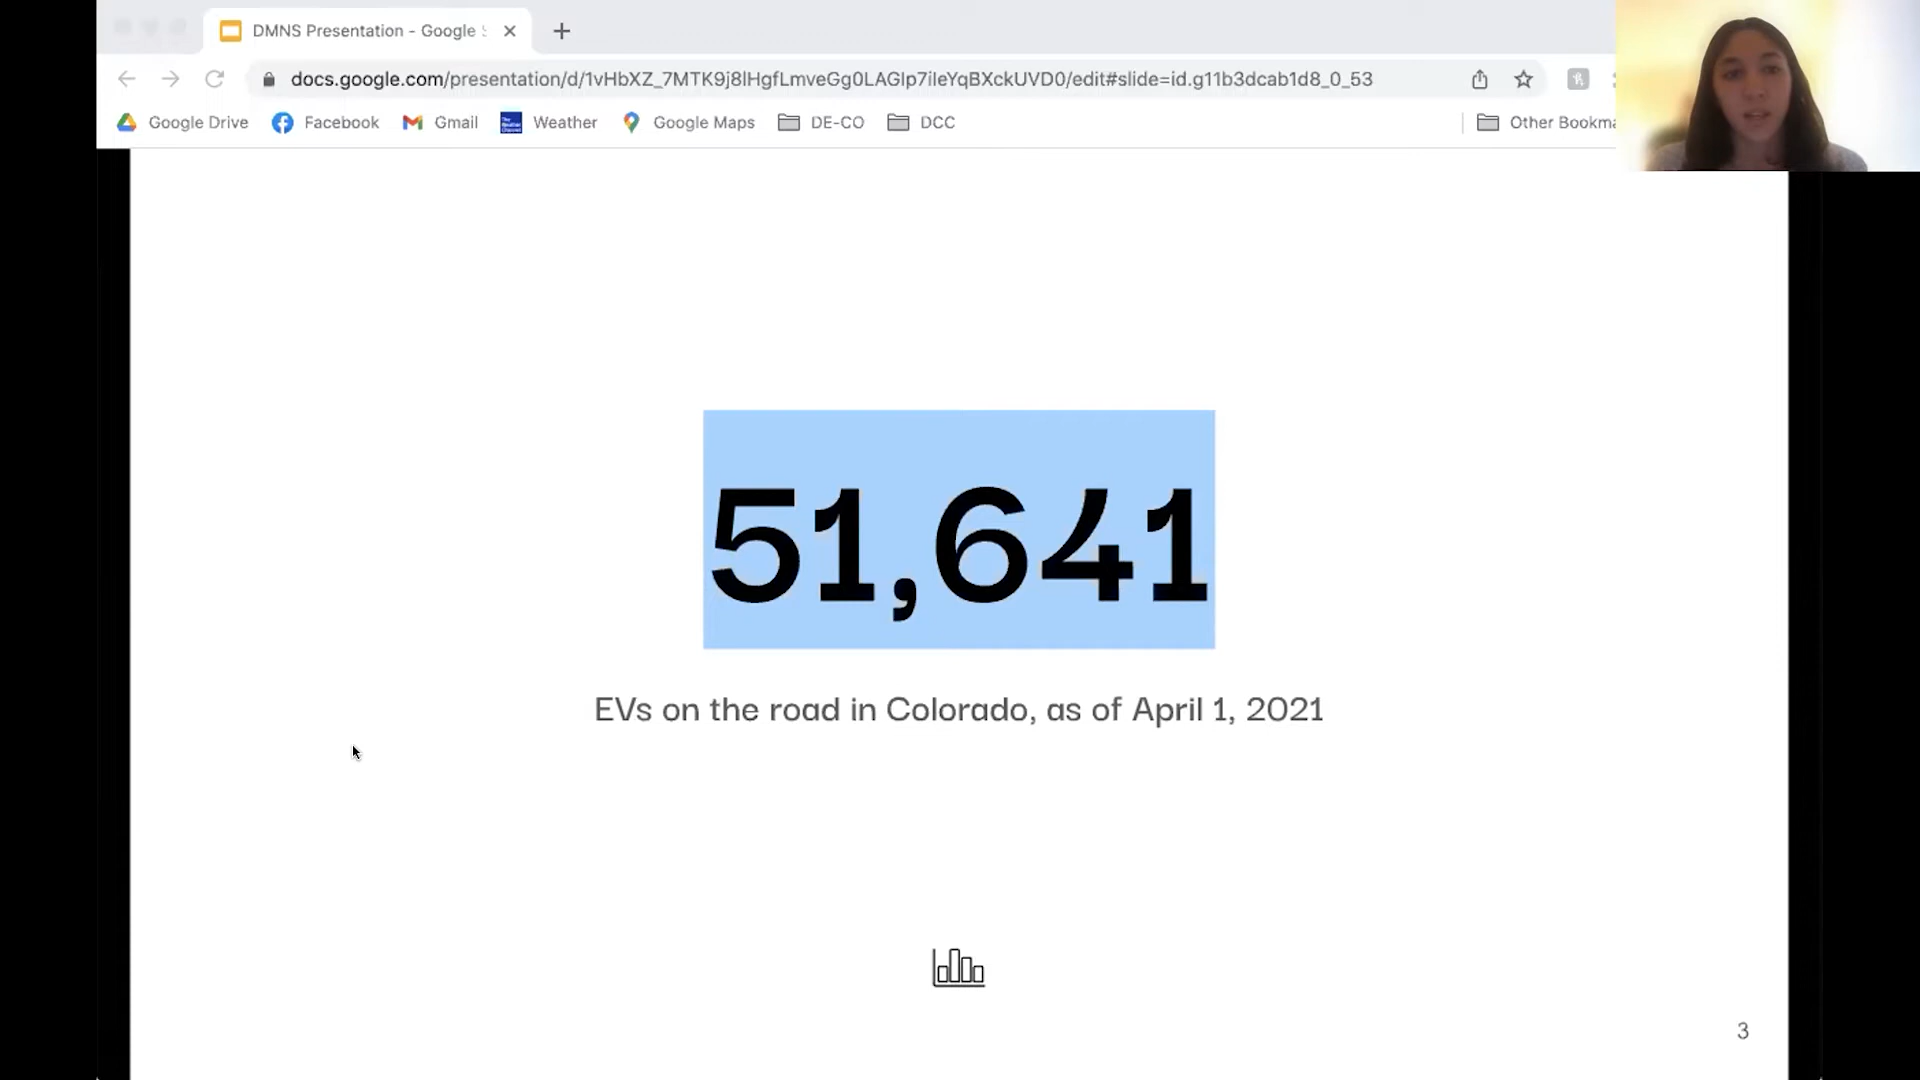 DMNS Presentation - Google
docs.google.com/presentation/d/1vHbXZ_7MTK9j8lHgfLmveGg0LAGlp7ileYqBXckUVD0/edit#slide=id.g11b3dcab1d8_0_53
Google Drive Facebook Gmail Weather Google Maps DE-CO DCC Other Bookma
51,641
EVs on the road in Colorado, as of April 1, 2021
3